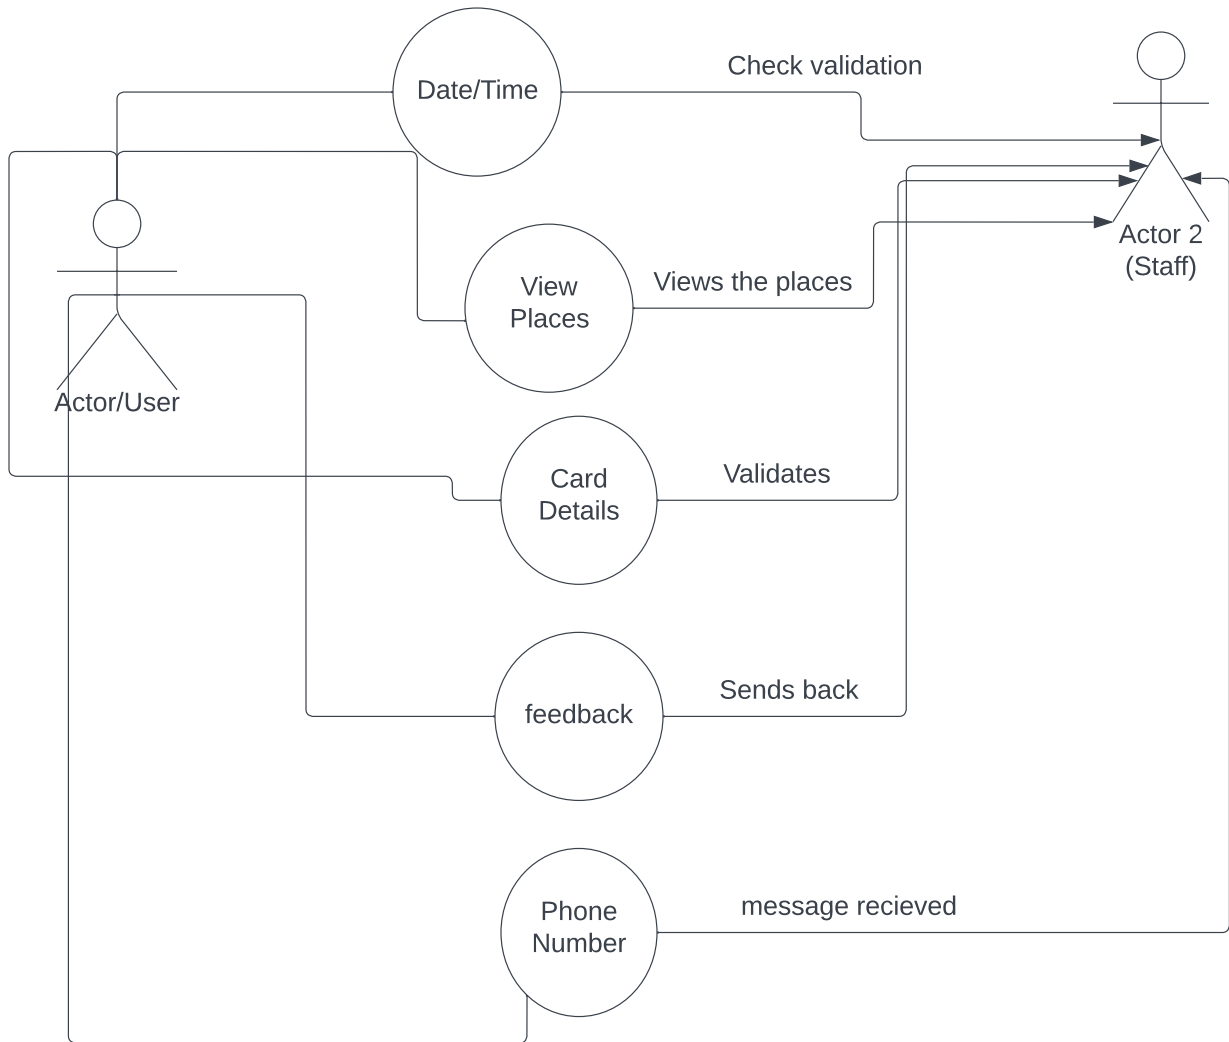 Date/Time
Check validation
Actor 2
(Staff)
View
Places
Views the places
Actor/User
Card
Details
Validates
feedback
Sends back
Phone
Number
message recieved